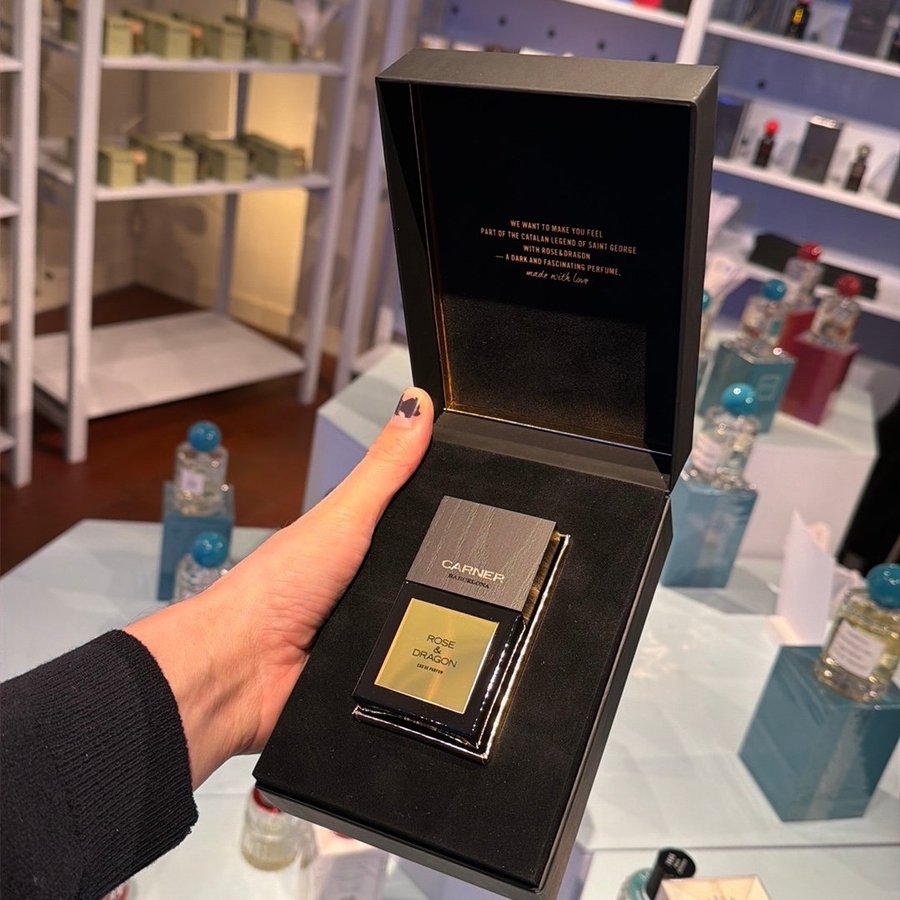 WE WANT TO MAKE YOU FEEL
PART OF THE CATALAN LEGEND OF SAINT GEORGE
WITH ROSE&DRAGON
— A DARK AND FASCINATING PERFUME,
made with love
CARNER
BARCELONA
ROSE
&
DRAGON
EAU DE PARFUM